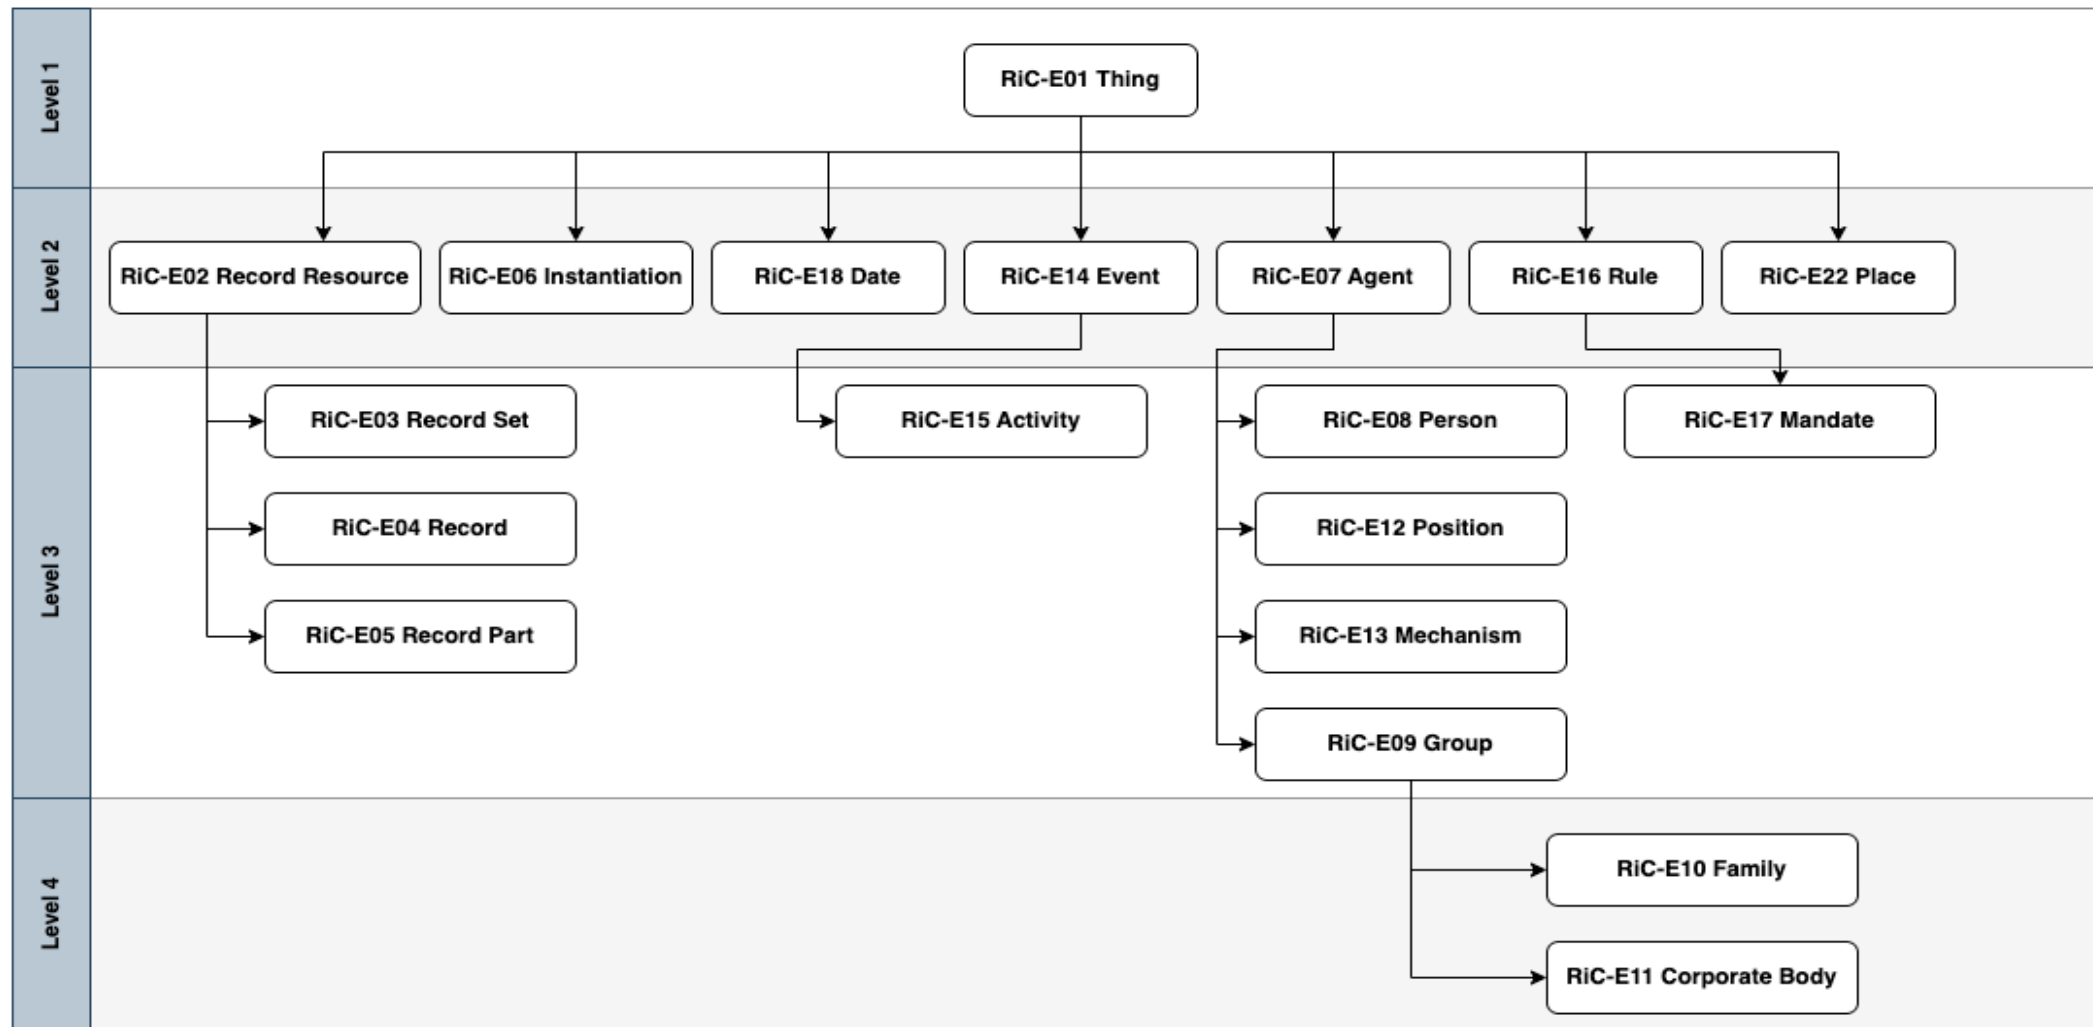 Level 1
RiC-E01 Thing
Level 2
RiC-E02 Record Resource
RiC-E06 Instantiation
RiC-E18 Date
RiC-E14 Event
RiC-E07 Agent
RiC-E16 Rule
RiC-E22 Place
Level 3
RiC-E03 Record Set
RiC-E15 Activity
RiC-E08 Person
RiC-E17 Mandate
RiC-E04 Record
RiC-E12 Position
RiC-E05 Record Part
RiC-E13 Mechanism
RiC-E09 Group
Level 4
RiC-E10 Family
RiC-E11 Corporate Body